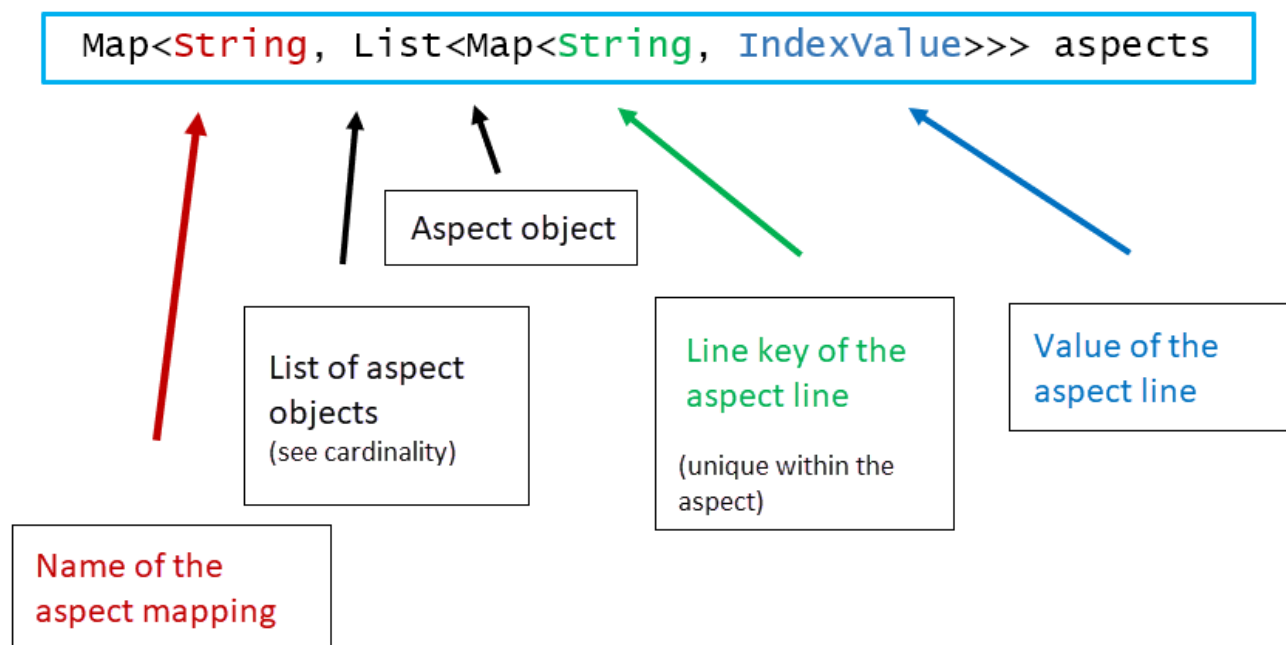 Map<String, List<Map<String, IndexValue>>> aspects
Aspect object
List of aspect
objects
(see cardinality)
Line key of the
aspect line
(unique within the
aspect)
Value of the
aspect line
Name of the
aspect mapping